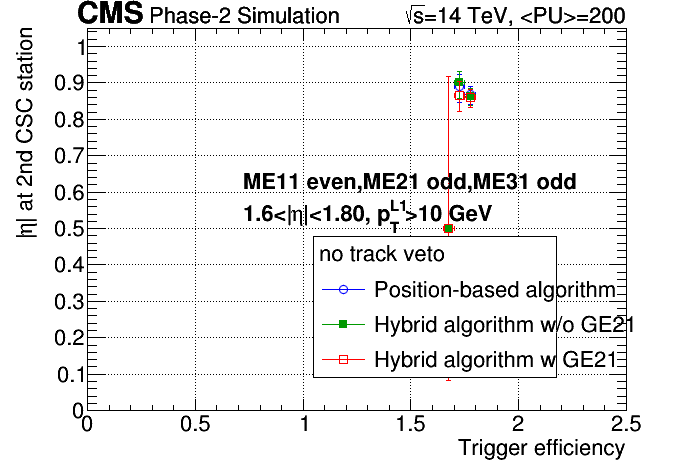 CMS Phase-2 Simulation √s=14 TeV, <PU>=200
|η| at 2nd CSC station
1
0.9
0.8
0.7
0.6
0.5
0.4
0.3
0.2
0.1
0
ME11 even,ME21 odd,ME31 odd
1.6<|η|<1.80, p_T^L1>10 GeV
no track veto
Position-based algorithm
Hybrid algorithm w/o GE21
Hybrid algorithm w GE21
0 0.5 1 1.5 2 2.5
Trigger efficiency